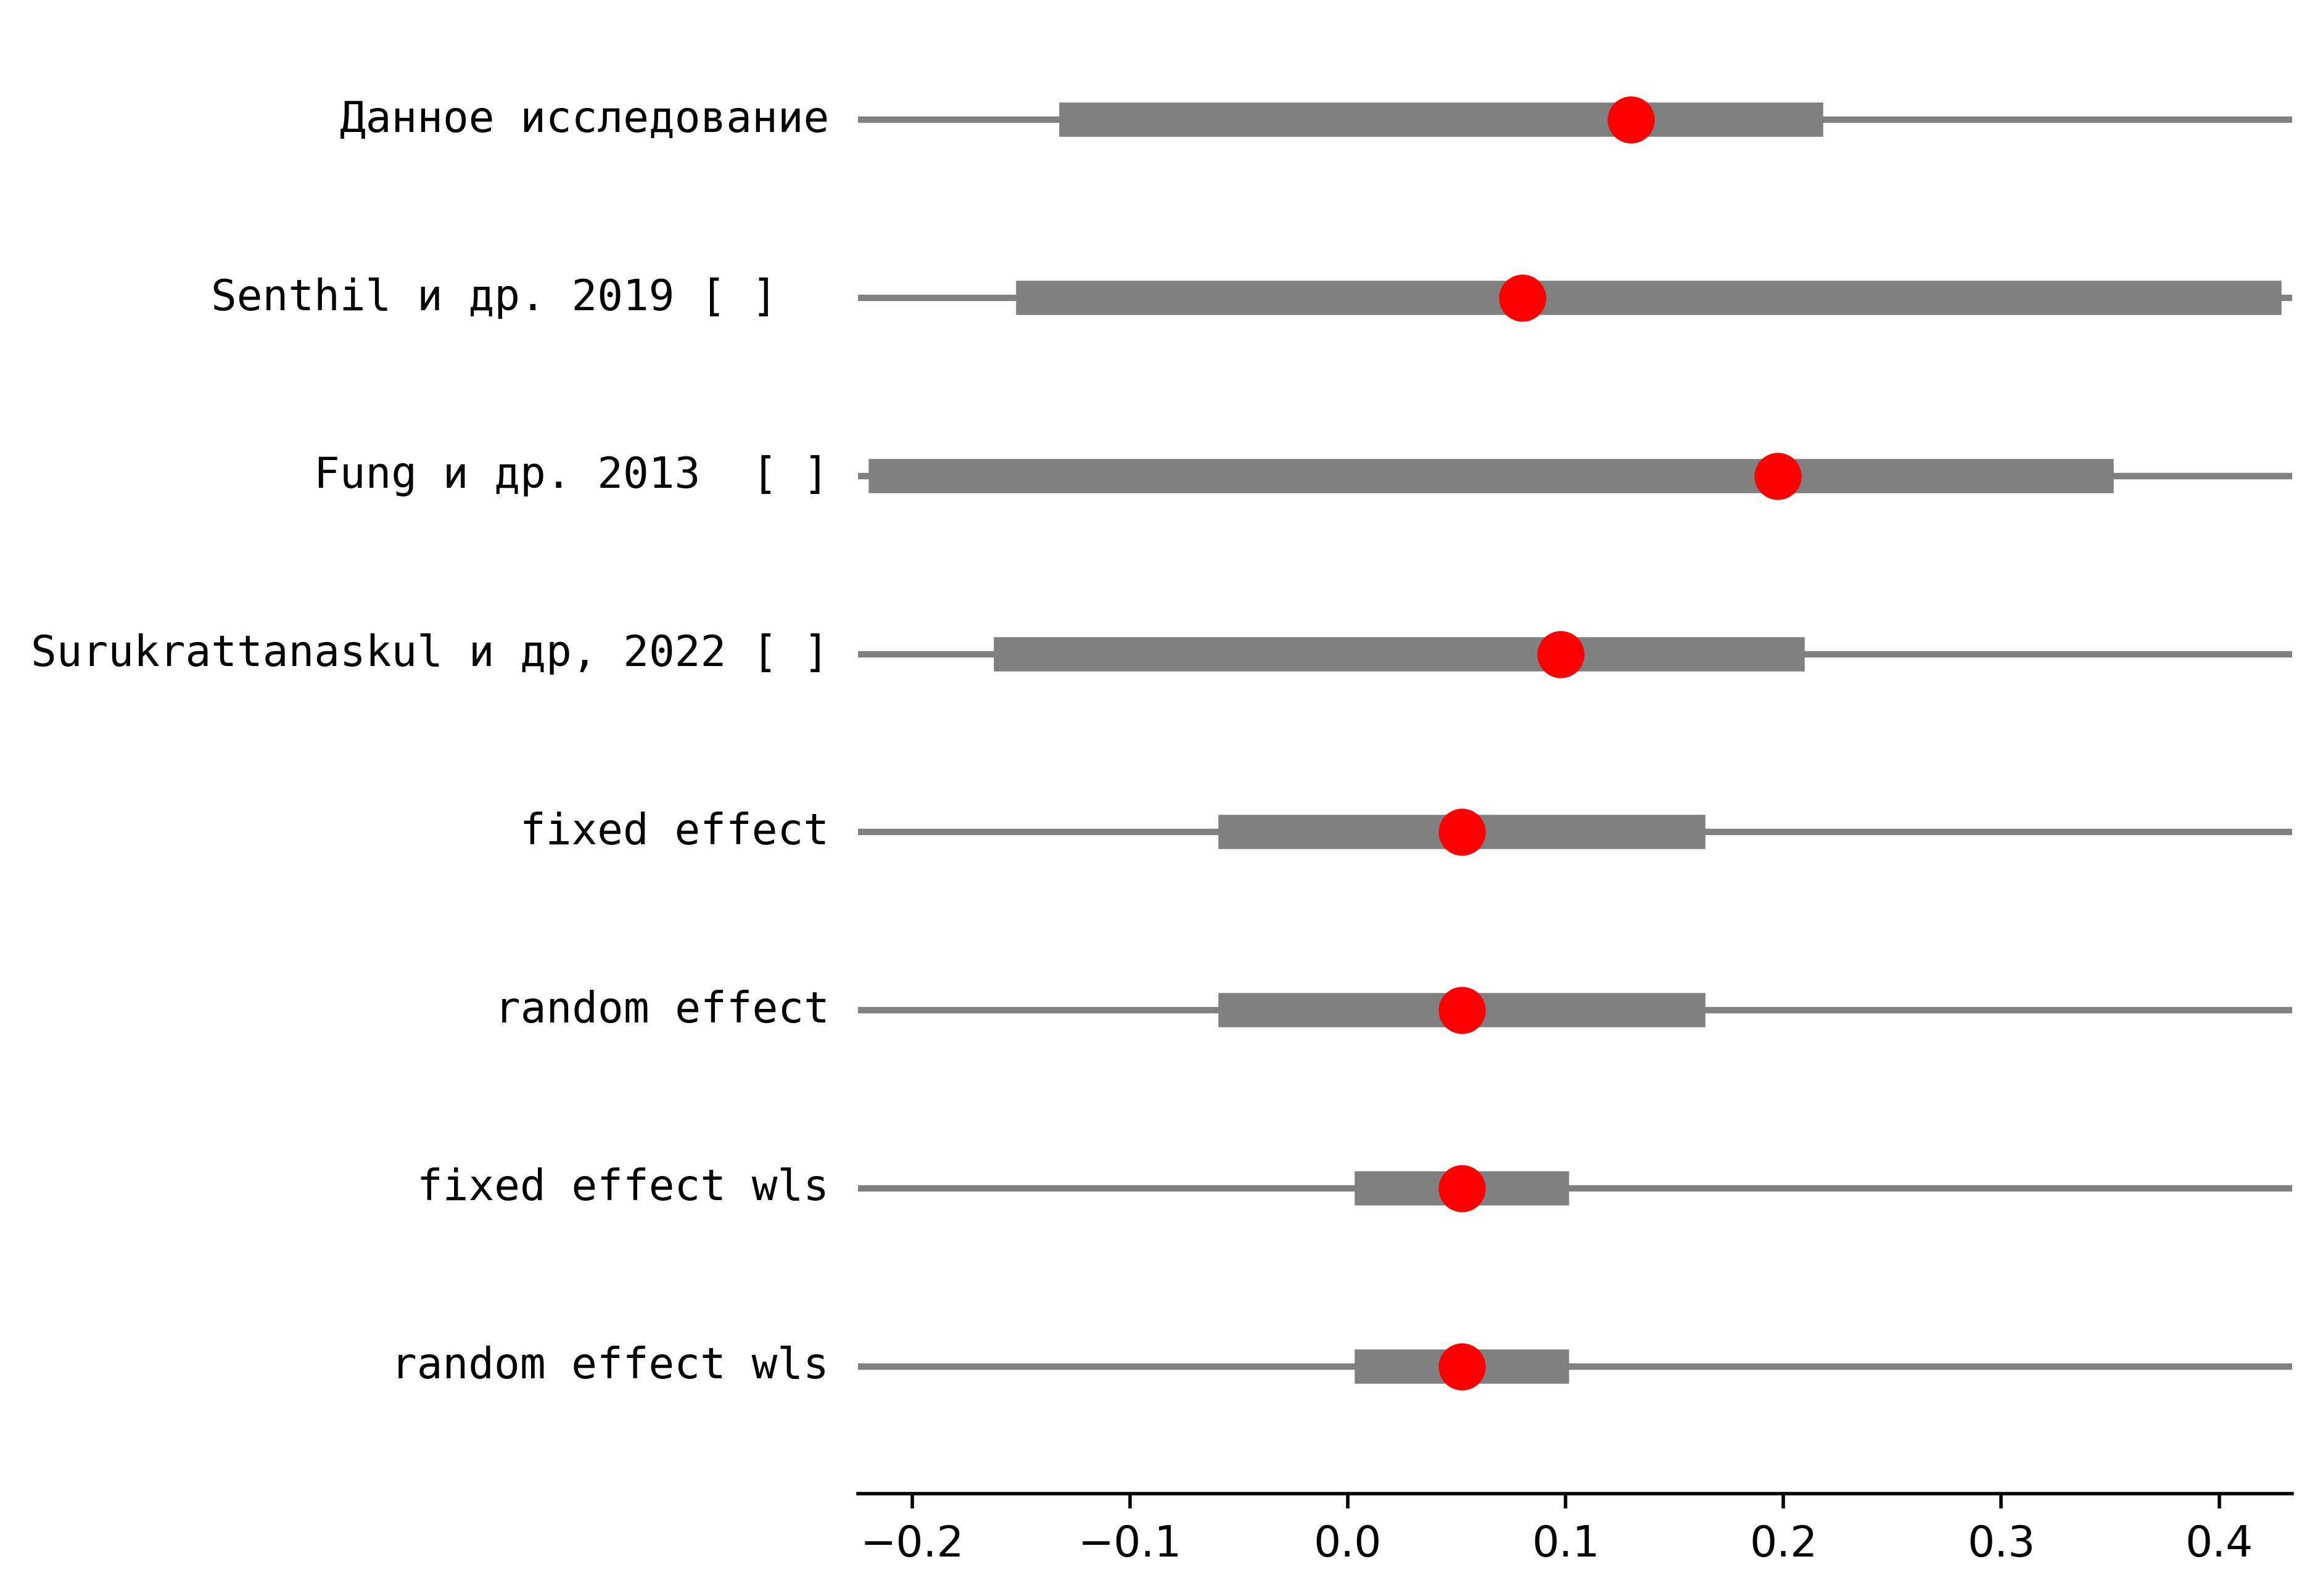 Данное исследование
Senthil и др. 2019 [ ]
Fung и др. 2013  [ ]
Surukrattanaskul и др, 2022 [ ]
fixed effect
random effect
fixed effect wls
random effect wls
−0.2 −0.1 0.0 0.1 0.2 0.3 0.4